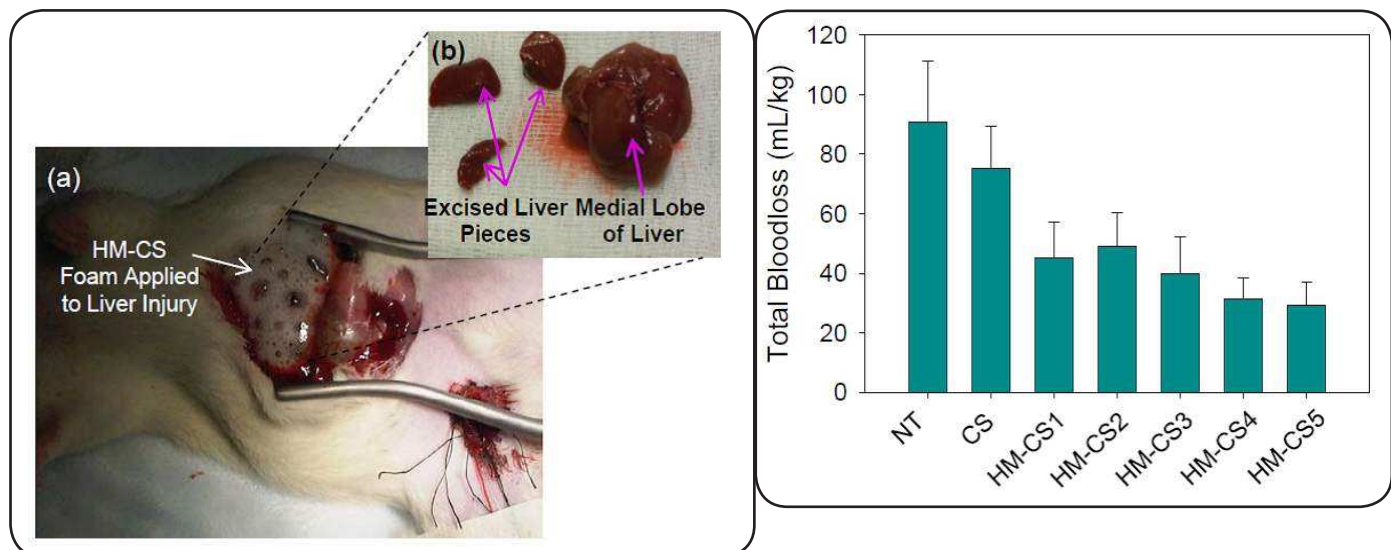 (a)
HM-CS
Foam Applied
to Liver Injury
(b)
Excised Liver
Pieces
Medial Lobe
of Liver
Total Bloodloss (mL/kg)
120
100
80
60
40
20
0
NT
CS
HM-CS1
HM-CS2
HM-CS3
HM-CS4
HM-CS5